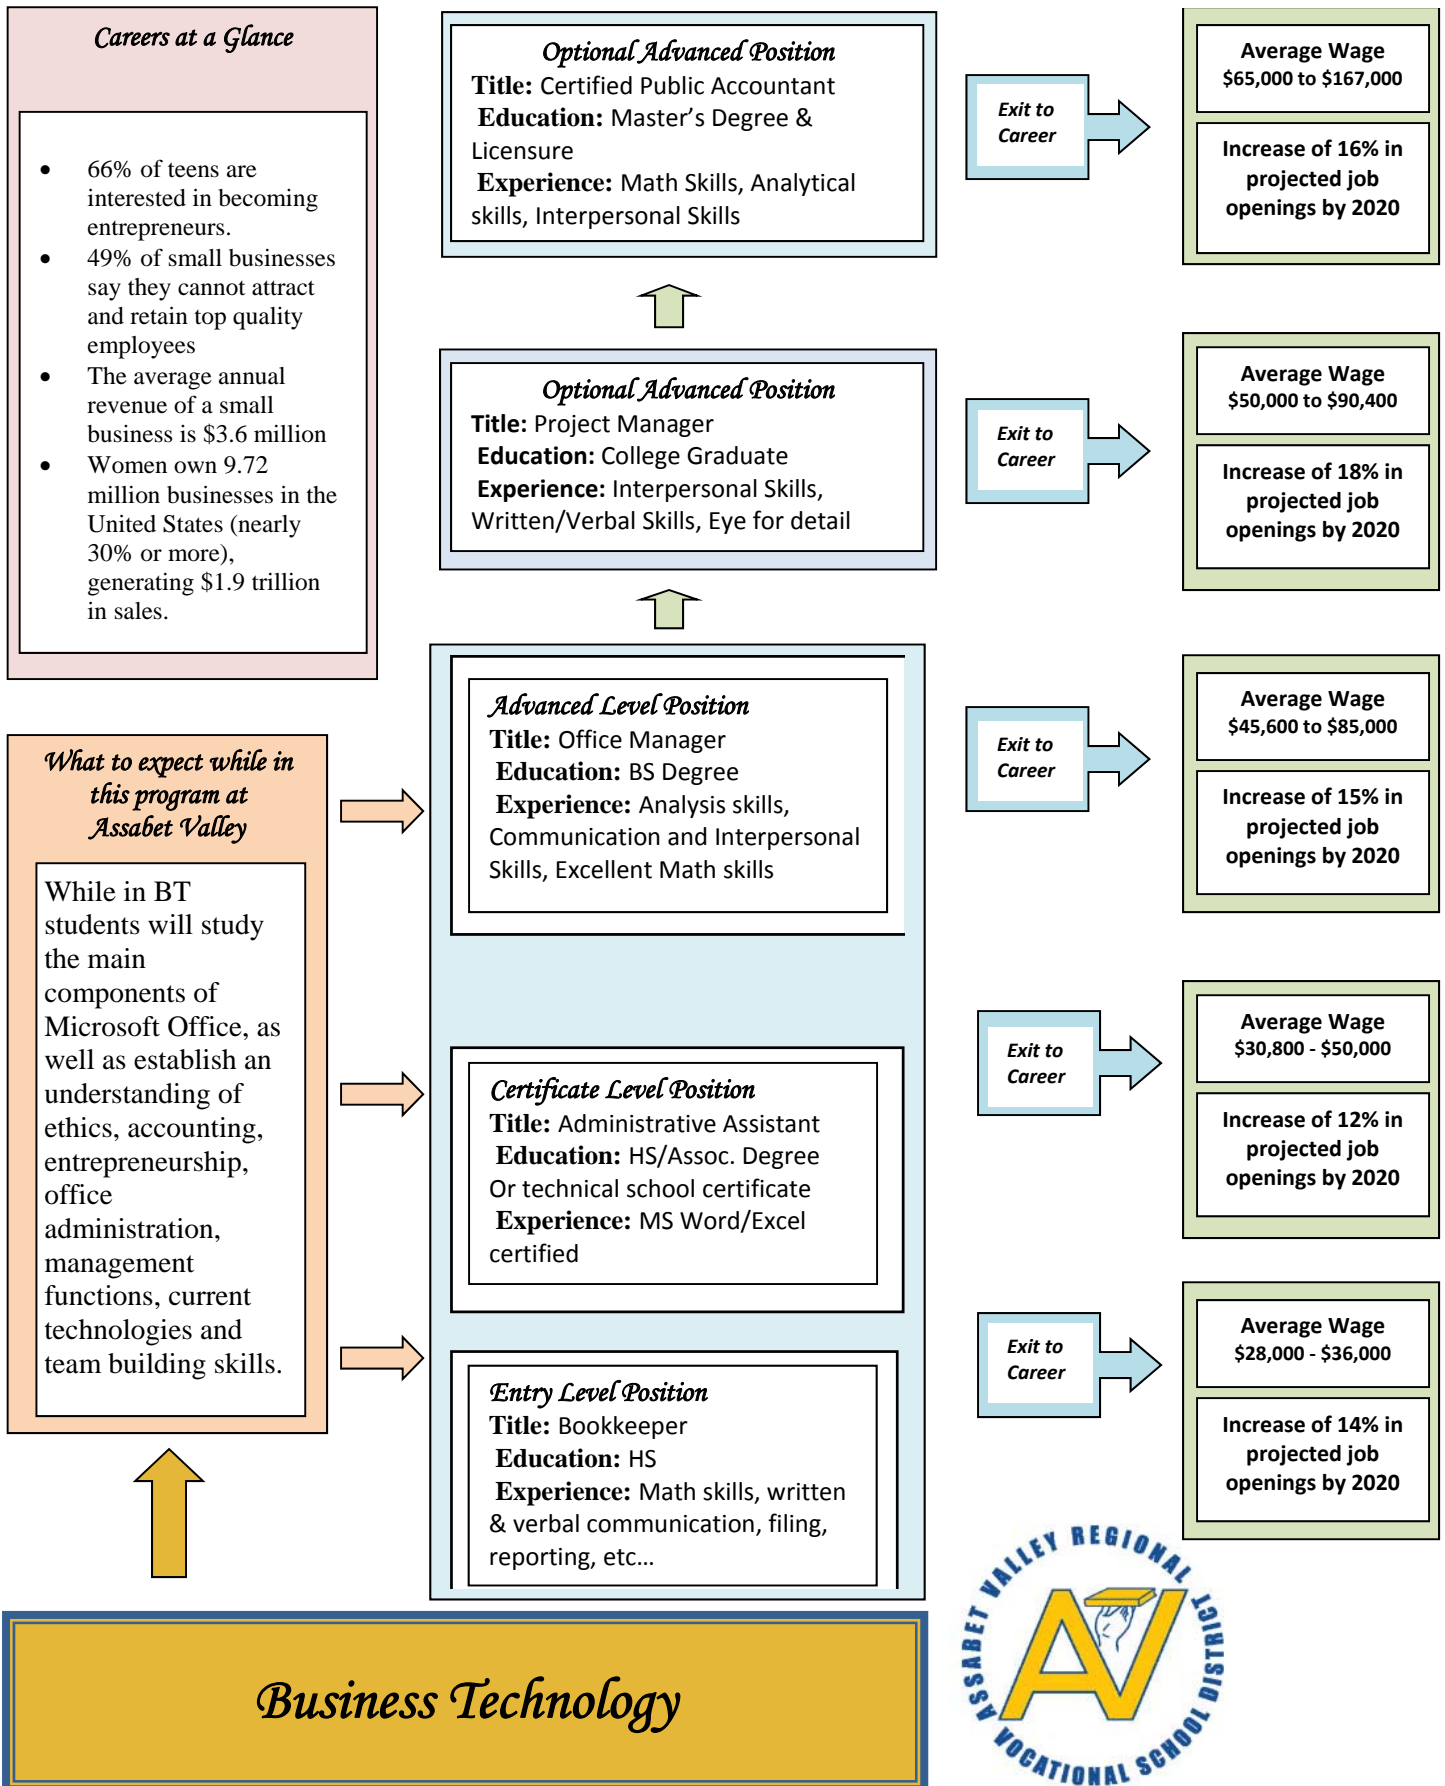 Careers at a Glance
• 66% of teens are
interested in becoming
entrepreneurs.
• 49% of small businesses
say they cannot attract
and retain top quality
employees
• The average annual
revenue of a small
business is $3.6 million
• Women own 9.72
million businesses in the
United States (nearly
30% or more),
generating $1.9 trillion
in sales.
What to expect while in
this program at
Assabet Valley
While in BT
students will study
the main
components of
Microsoft Office, as
well as establish an
understanding of
ethics, accounting,
entrepreneurship,
office
administration,
management
functions, current
technologies and
team building skills.
Optional Advanced Position
Title: Certified Public Accountant
Education: Master’s Degree &
Licensure
Experience: Math Skills, Analytical
skills, Interpersonal Skills
Exit to
Career
Average Wage
$65,000 to $167,000
Increase of 16% in
projected job
openings by 2020
Optional Advanced Position
Title: Project Manager
Education: College Graduate
Experience: Interpersonal Skills,
Written/Verbal Skills, Eye for detail
Exit to
Career
Average Wage
$50,000 to $90,400
Increase of 18% in
projected job
openings by 2020
Advanced Level Position
Title: Office Manager
Education: BS Degree
Experience: Analysis skills,
Communication and Interpersonal
Skills, Excellent Math skills
Exit to
Career
Average Wage
$45,600 to $85,000
Increase of 15% in
projected job
openings by 2020
Certificate Level Position
Title: Administrative Assistant
Education: HS/Assoc. Degree
Or technical school certificate
Experience: MS Word/Excel
certified
Exit to
Career
Average Wage
$30,800 - $50,000
Increase of 12% in
projected job
openings by 2020
Entry Level Position
Title: Bookkeeper
Education: HS
Experience: Math skills, written
& verbal communication, filing,
reporting, etc…
Exit to
Career
Average Wage
$28,000 - $36,000
Increase of 14% in
projected job
openings by 2020
Business Technology
ASSABET VALLEY REGIONAL
VOCATIONAL SCHOOL DISTRICT
AV